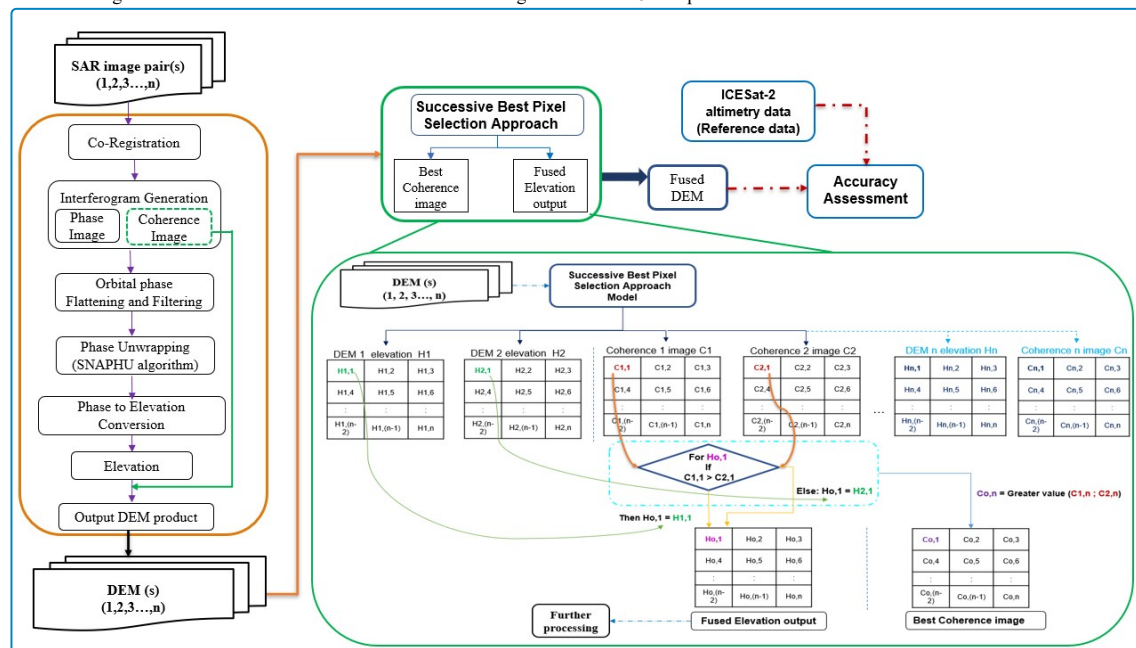 SAR image pair(s)
(1,2,3…,n)
Co-Registration
Interferogram Generation
Phase
Image
Coherence
Image
Orbital phase
Flattening and Filtering
Phase Unwrapping
(SNAPHU algorithm)
Phase to Elevation
Conversion
Elevation
Output DEM product
DEM (s)
(1,2,3…,n)
Successive Best Pixel
Selection Approach
Best
Coherence
image
Fused
Elevation
output
Fused
DEM
ICESat-2
altimetry data
(Reference data)
Accuracy
Assessment
DEM (s)
(1, 2, 3…, n)
Successive Best Pixel
Selection Approach
Model
DEM 1 elevation H1
H1,1 H1,2 H1,3
H1,4 H1,5 H1,6
: : :
H1,(n-2) H1,(n-1) H1,n
DEM 2 elevation H2
H2,1 H2,2 H2,3
H2,4 H2,5 H2,6
: : :
H2,(n-2) H2,(n-1) H2,n
Coherence 1 image C1
C1,1 C1,2 C1,3
C1,4 C1,5 C1,6
: : :
C1,(n-2) C1,(n-1) C1,n
Coherence 2 image C2
C2,1 C2,2 C2,3
C2,4 C2,5 C2,6
: : :
C2,(n-2) C2,(n-1) C2,n
...
DEM n elevation Hn
Hn,1 Hn,2 Hn,3
Hn,4 Hn,5 Hn,6
: : :
Hn,(n-2) Hn,(n-1) Hn,n
Coherence n image Cn
Cn,1 Cn,2 Cn,3
Cn,4 Cn,5 Cn,6
: : :
Cn,(n-2) Cn,(n-1) Cn,n
For Ho,1
If
C1,1 > C2,1
Else: Ho,1 = H2,1
Then Ho,1 = H1,1
Co,n = Greater value (C1,n ; C2,n)
Ho,1 Ho,2 Ho,3
Ho,4 Ho,5 Ho,6
: : :
Ho,(n-2) Ho,(n-1) Ho,n
Fused Elevation output
Co,1 Co,2 Co,3
Co,4 Co,5 Co,6
: : :
Co,(n-2) Co,(n-1) Co,n
Best Coherence image
Further
processing